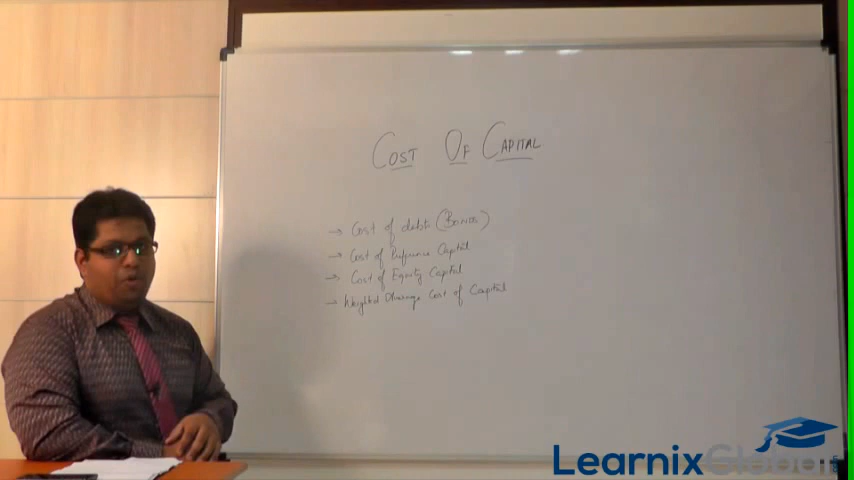 COST OF CAPITAL
→ Cost of debt (BONDS)
→ Cost of Prefrence Capital
→ Cost of Equity Capital
→ Weighted Average Cost of Capital
LearnixGlobal